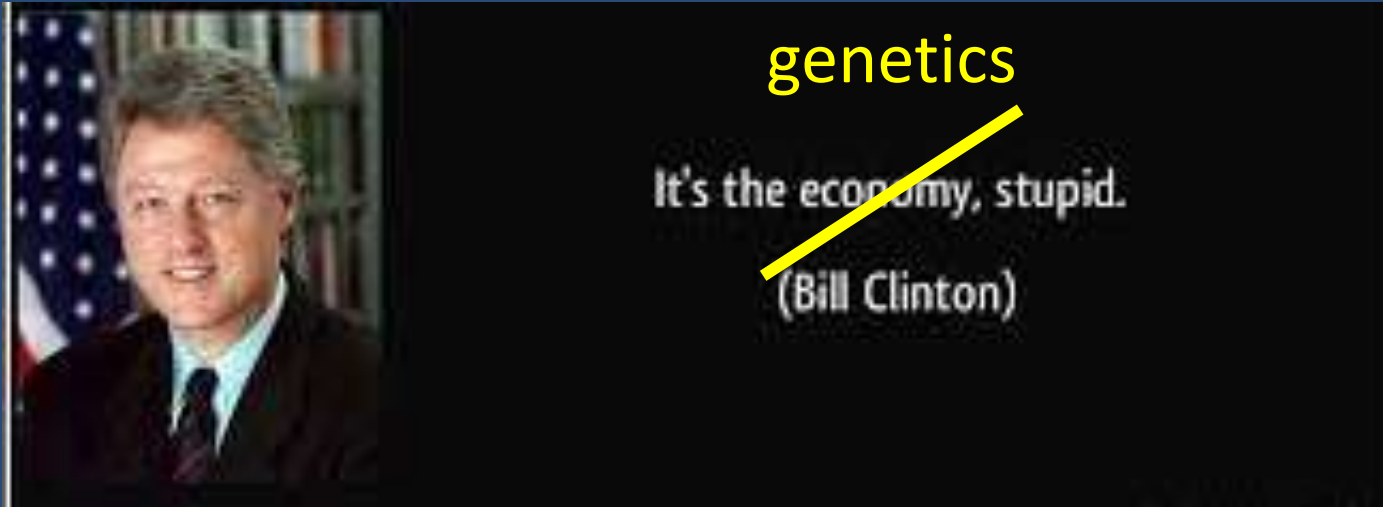 genetics
It's the economy, stupid.
(Bill Clinton)